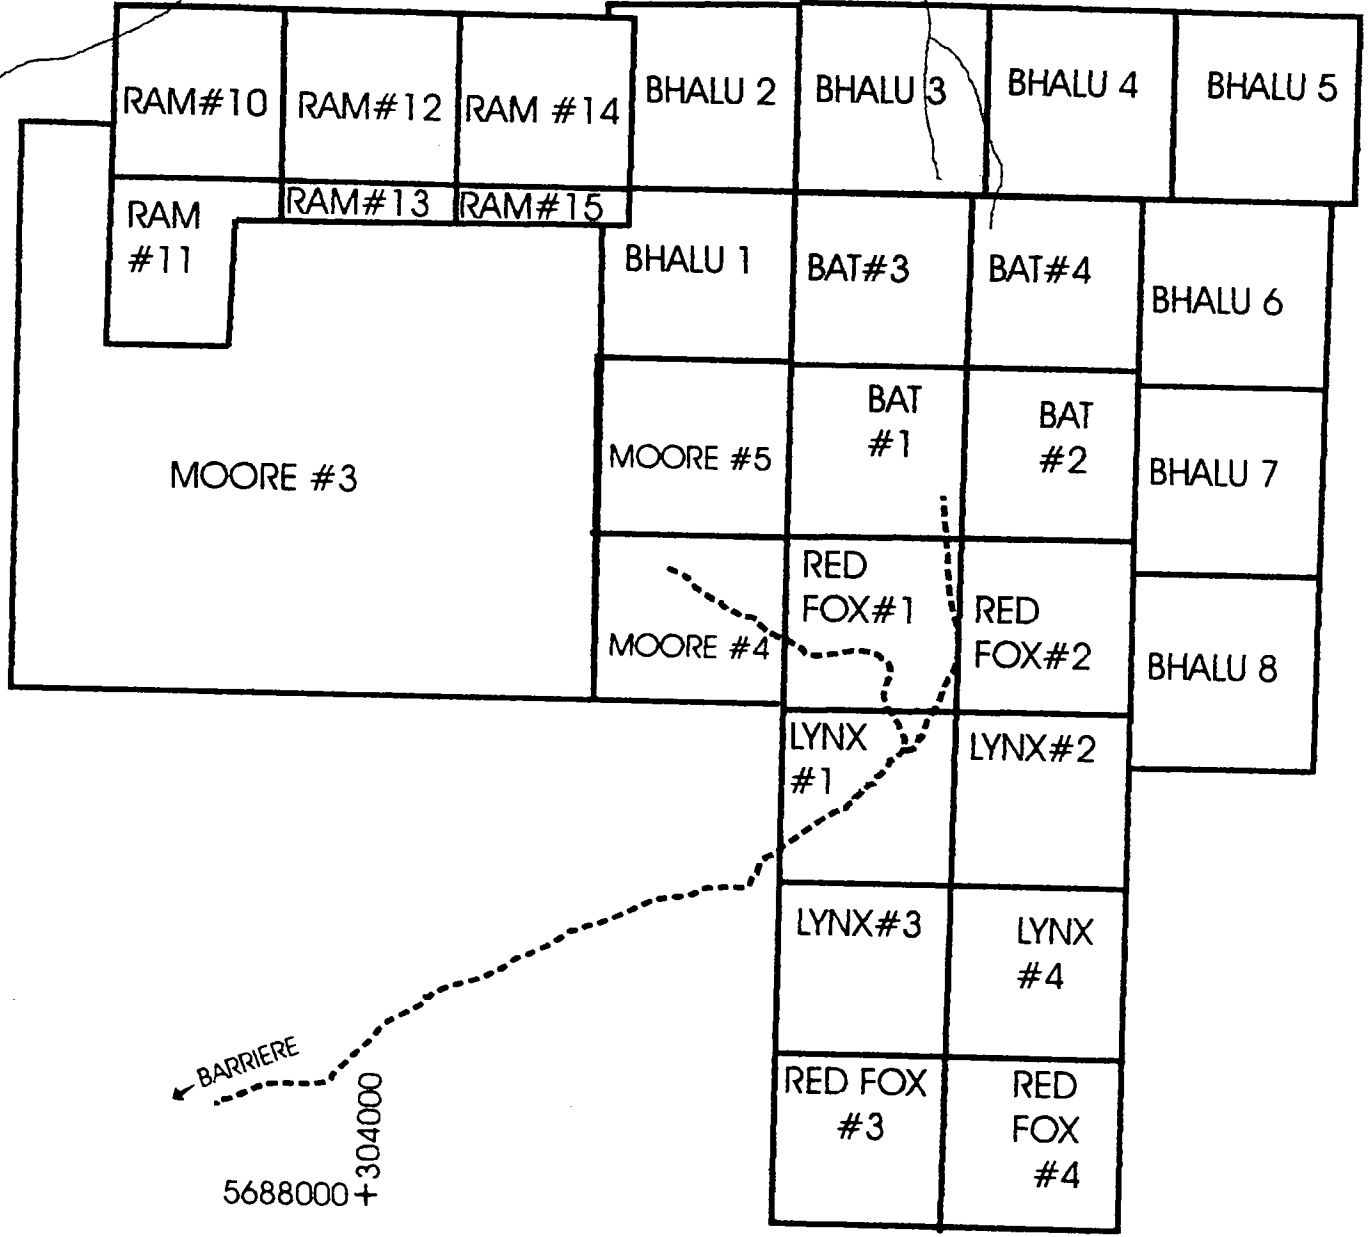 RAM#10
RAM#12
RAM #14
BHALU 2
BHALU 3
BHALU 4
BHALU 5
RAM
#11
RAM#13
RAM#15
BHALU 1
BAT#3
BAT#4
BHALU 6
MOORE #3
MOORE #5
BAT
#1
BAT
#2
BHALU 7
MOORE #4
RED
FOX#1
RED
FOX#2
BHALU 8
LYNX
#1
LYNX#2
LYNX#3
LYNX
#4
BARRIERE
RED FOX
#3
RED
FOX
#4
304000
5688000+